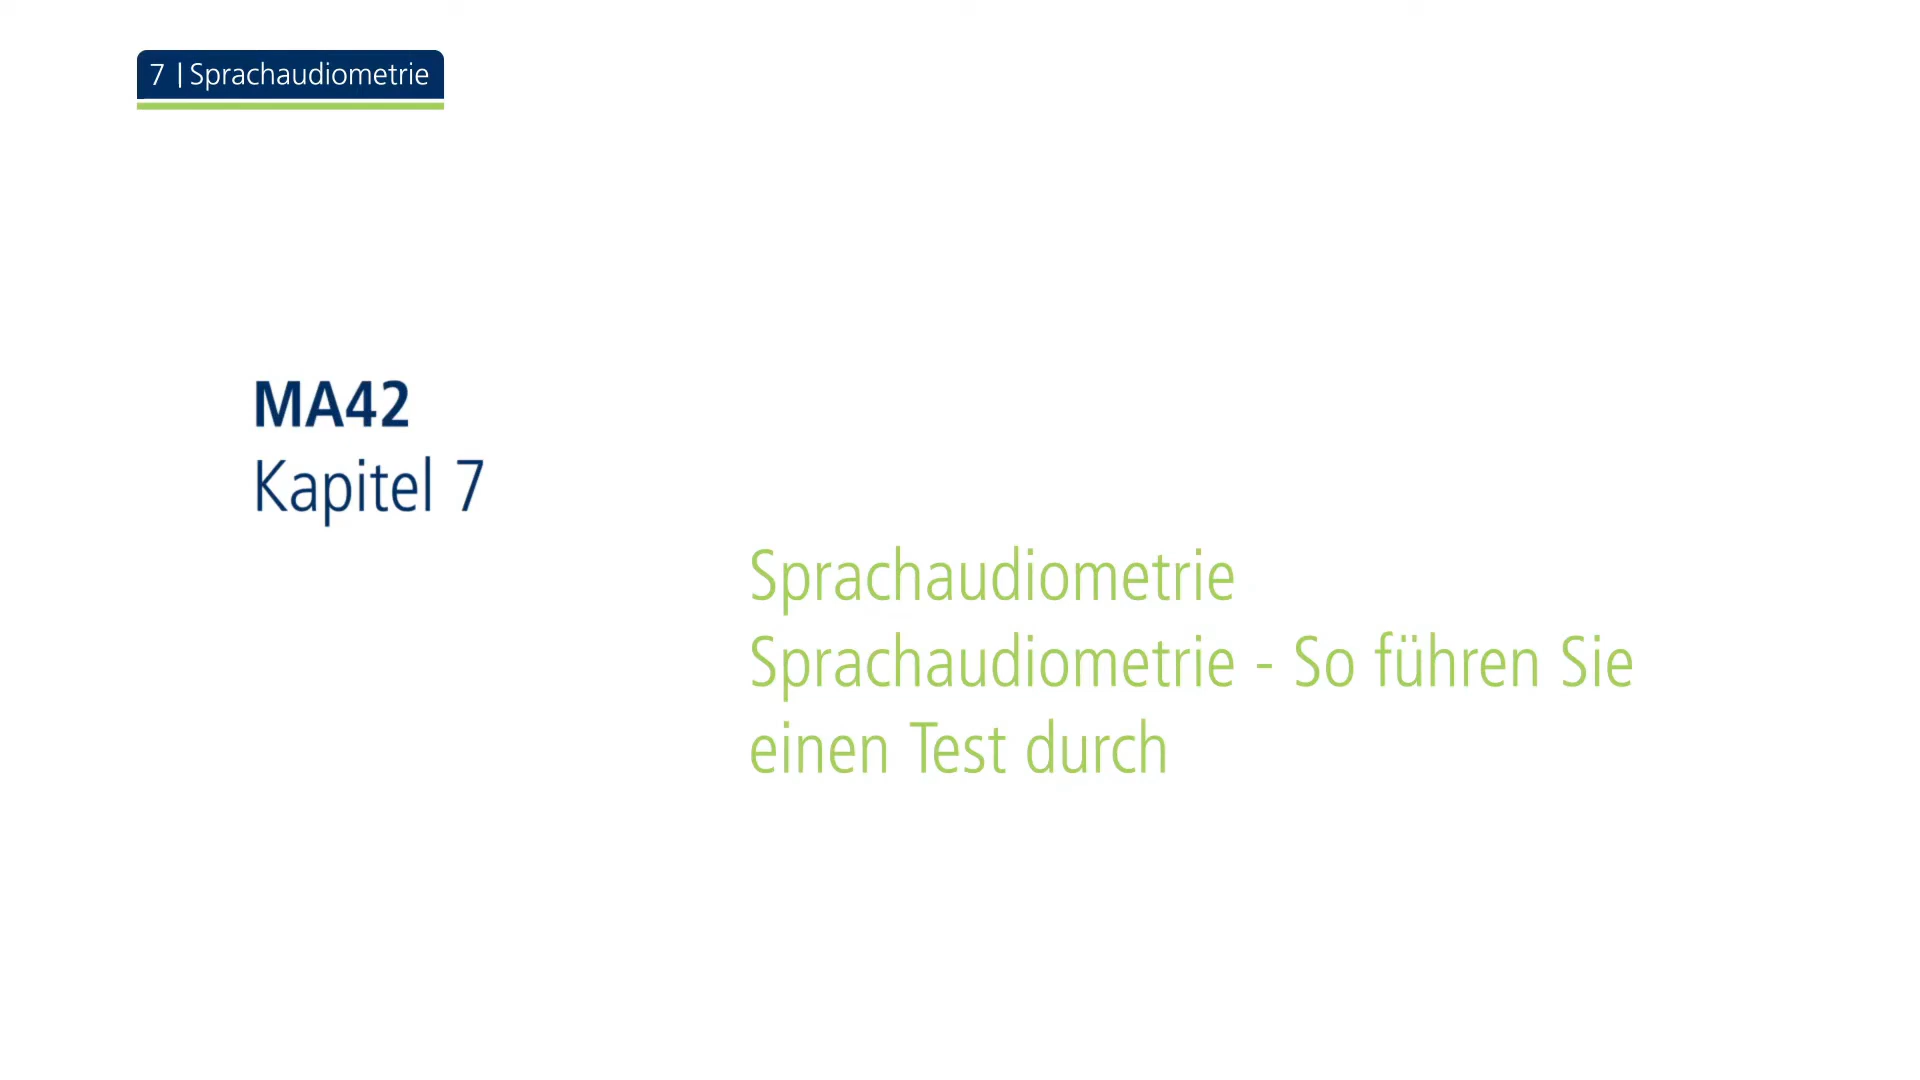 7 | Sprachaudiometrie
MA42
Kapitel 7
Sprachaudiometrie
Sprachaudiometrie - So führen Sie
einen Test durch